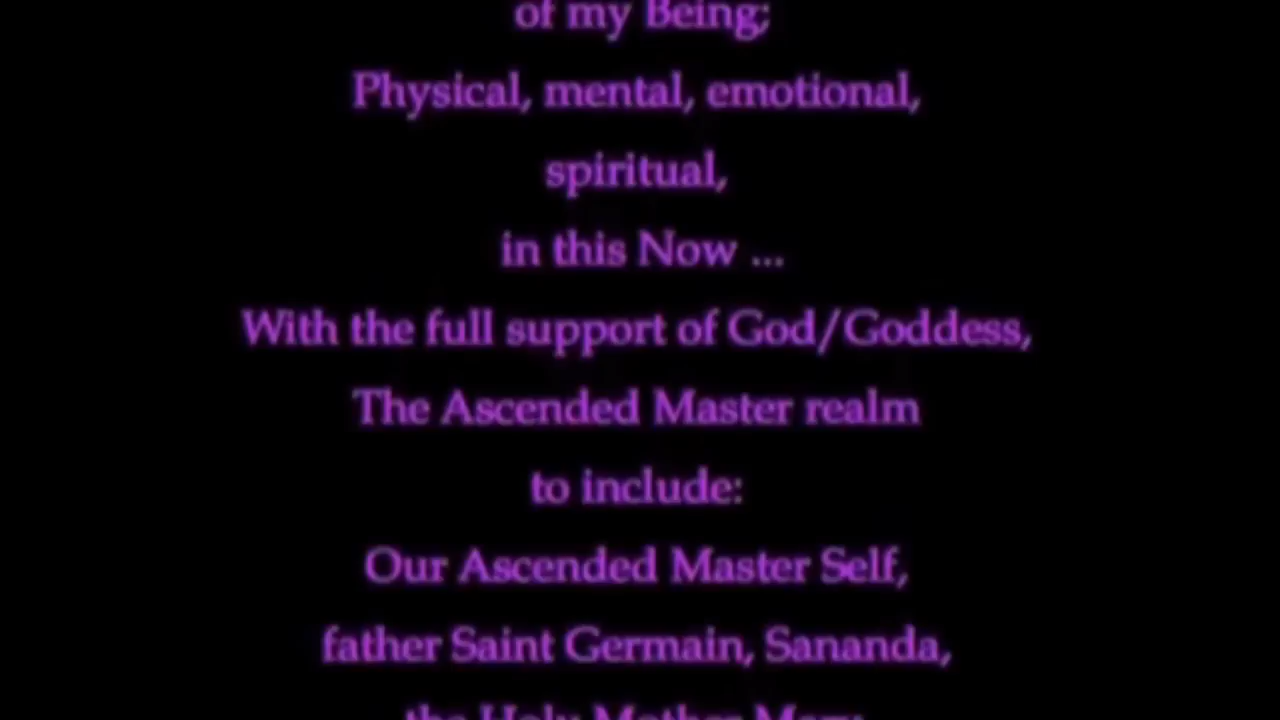 of my Being;
Physical, mental, emotional,
spiritual,
in this Now ...
With the full support of God/Goddess,
The Ascended Master realm
to include:
Our Ascended Master Self,
father Saint Germain, Sananda,
the Holy Mother Mary,